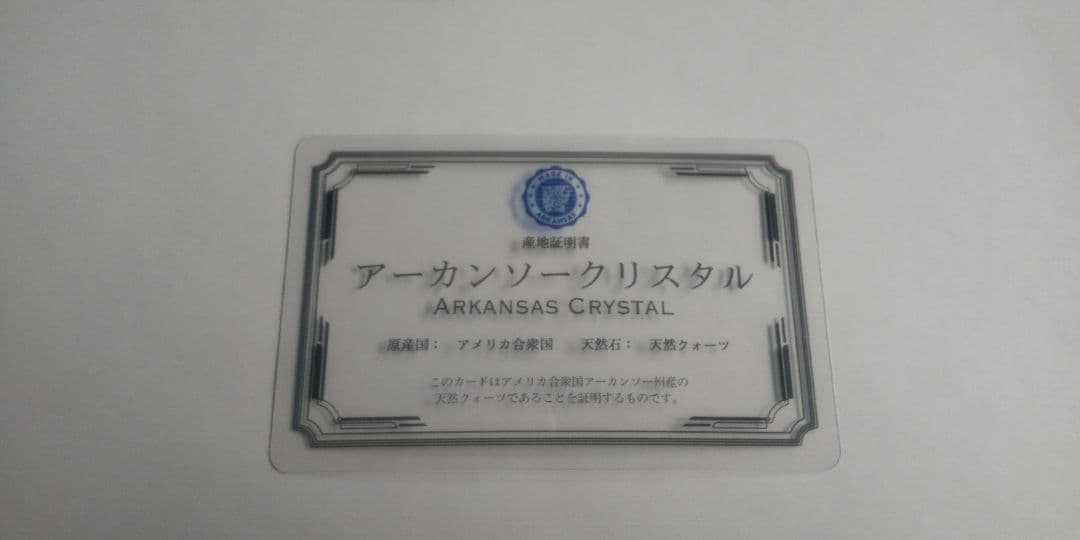 MADE IN
ARKANSAS
産地証明書
アーカンソークリスタル
ARKANSAS CRYSTAL
原産国： アメリカ合衆国 天然石： 天然クォーツ
このカードはアメリカ合衆国アーカンソー州産の
天然クォーツであることを証明するものです。